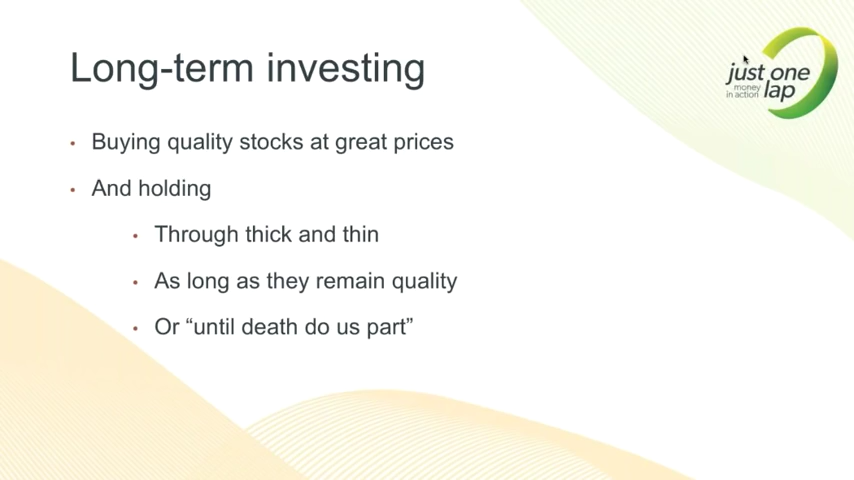 Long-term investing
just one
money
in action lap
• Buying quality stocks at great prices
• And holding
• Through thick and thin
• As long as they remain quality
• Or “until death do us part”